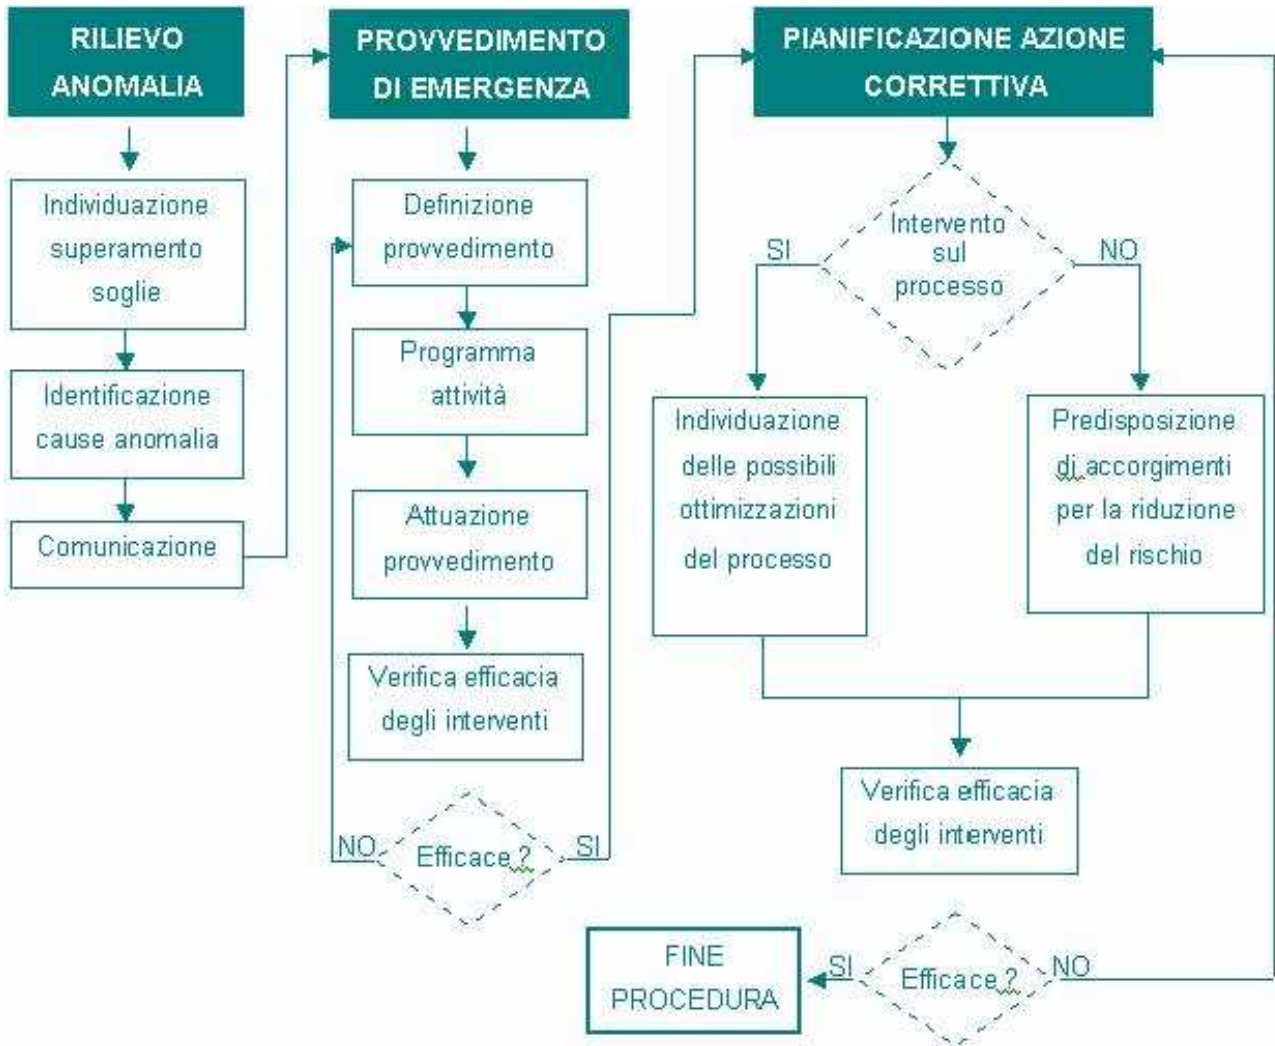 RILIEVO
ANOMALIA
Individuazione
superamento
soglie
Identificazione
cause anomalia
Comunicazione
PROVVEDIMENTO
DI EMERGENZA
Definizione
provvedimento
Programma
attività
Attuazione
provvedimento
Verifica efficacia
degli interventi
NO
Efficace ?
SI
PIANIFICAZIONE AZIONE
CORRETTIVA
Intervento
sul
processo
SI
NO
Individuazione
delle possibili
ottimizzazioni
del processo
Predisposizione
di accorgimenti
per la riduzione
del rischio
Verifica efficacia
degli interventi
Efficace ?
SI
NO
FINE
PROCEDURA